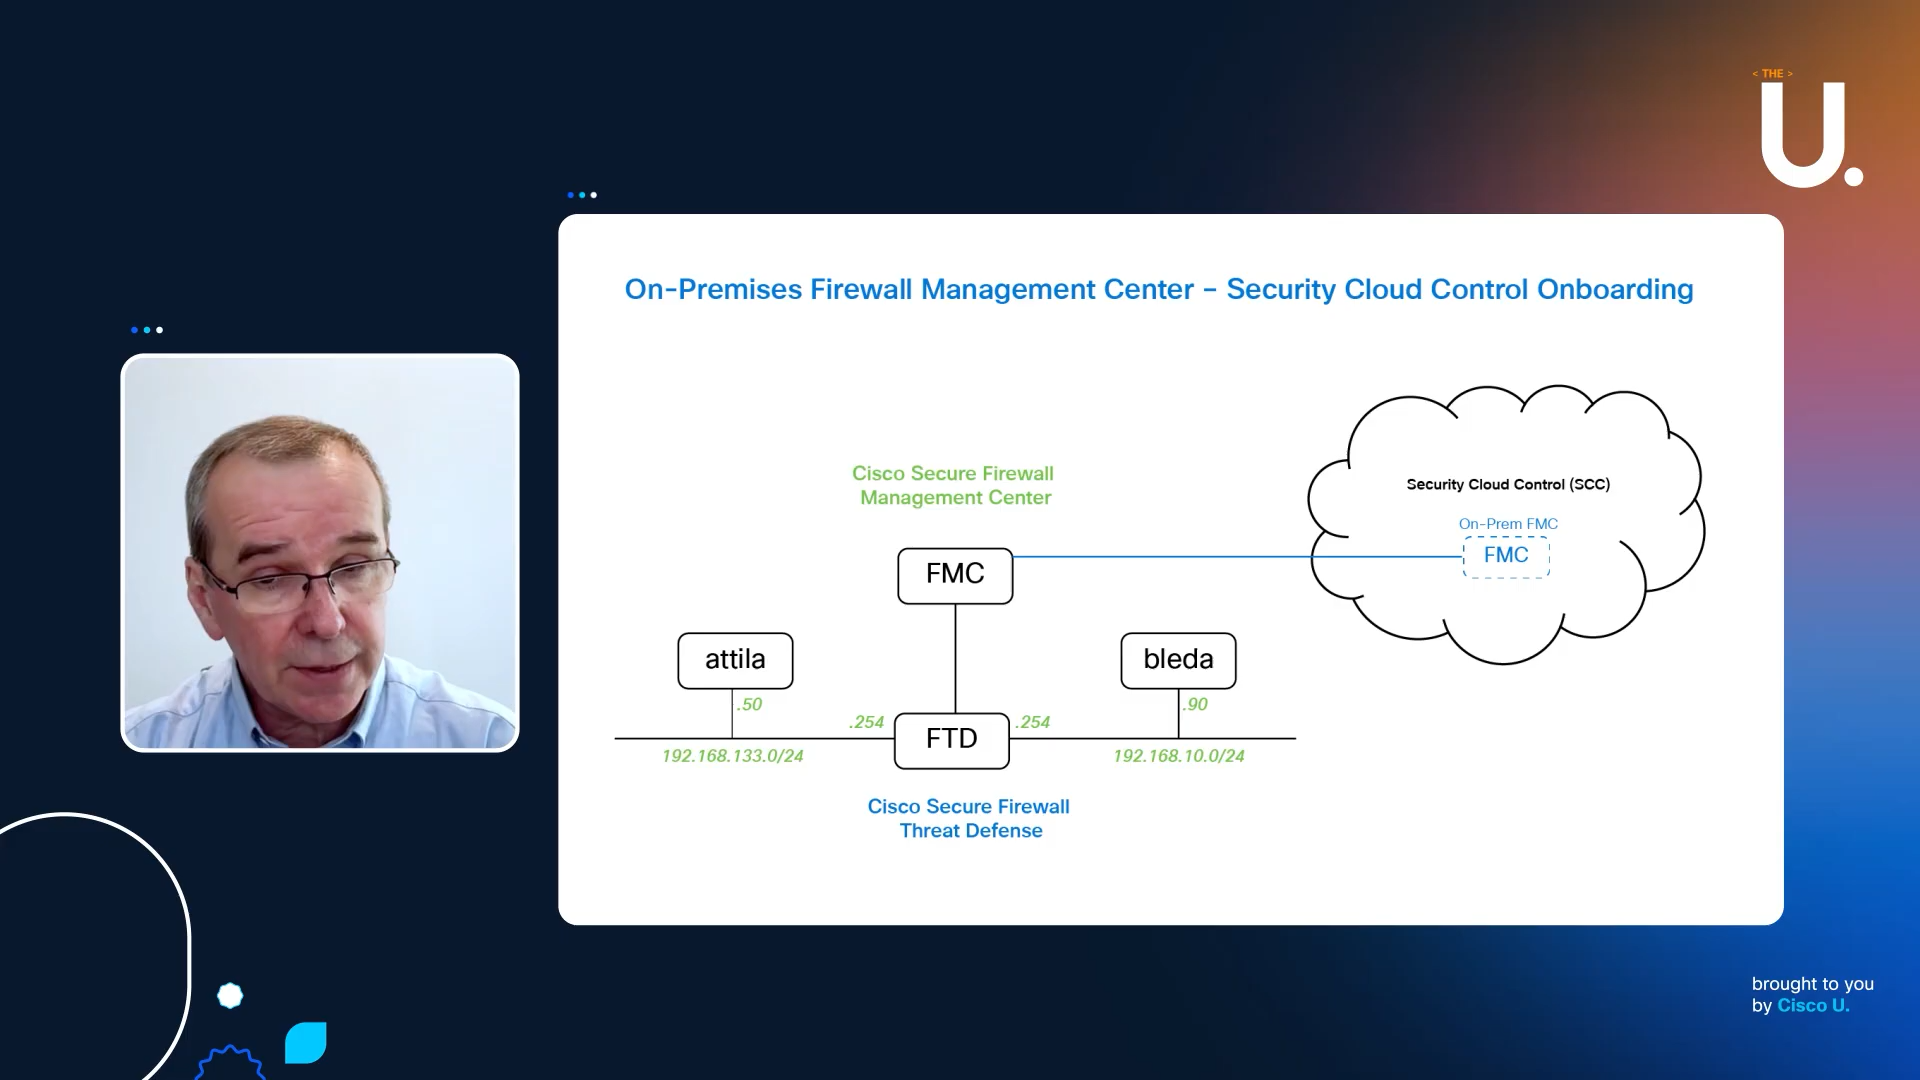 < THE >
U.
On-Premises Firewall Management Center – Security Cloud Control Onboarding
Cisco Secure Firewall
Management Center
Security Cloud Control (SCC)
On-Prem FMC
FMC
FMC
attila
bleda
.50
.90
.254
FTD
.254
192.168.133.0/24
192.168.10.0/24
Cisco Secure Firewall
Threat Defense
brought to you
by Cisco U.